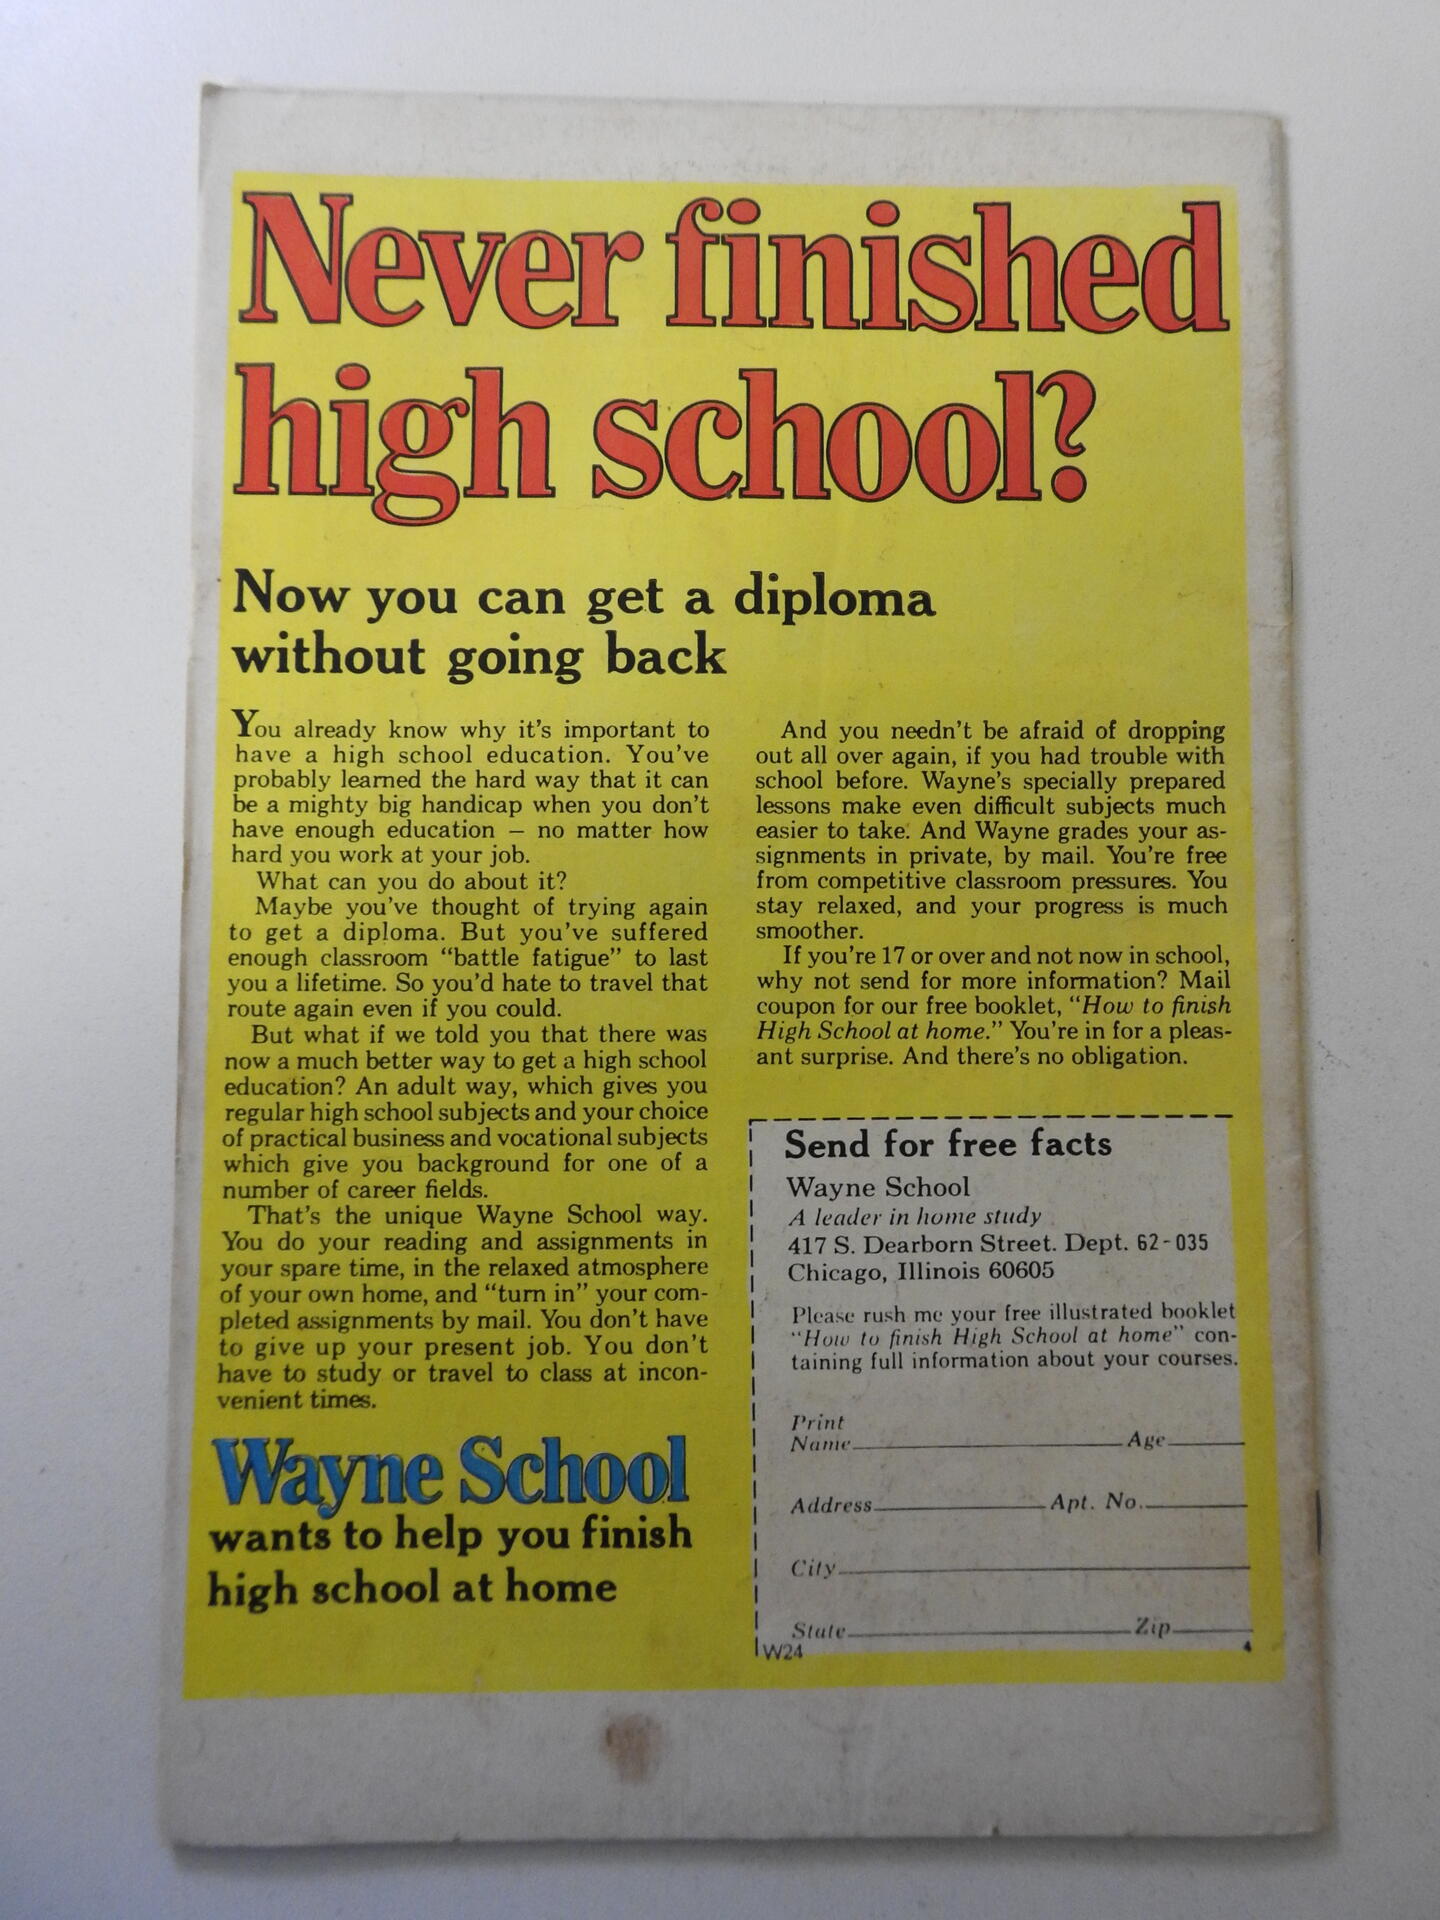 Never finished
high school?
Now you can get a diploma
without going back
You already know why it's important to
have a high school education. You've
probably learned the hard way that it can
be a mighty big handicap when you don't
have enough education – no matter how
hard you work at your job.
What can you do about it?
Maybe you've thought of trying again
to get a diploma. But you've suffered
enough classroom “battle fatigue” to last
you a lifetime. So you'd hate to travel that
route again even if you could.
But what if we told you that there was
now a much better way to get a high school
education? An adult way, which gives you
regular high school subjects and your choice
of practical business and vocational subjects
which give you background for one of a
number of career fields.
That's the unique Wayne School way.
You do your reading and assignments in
your spare time, in the relaxed atmosphere
of your own home, and “turn in” your com-
pleted assignments by mail. You don't have
to give up your present job. You don't
have to study or travel to class at incon-
venient times.
Wayne School
wants to help you finish
high school at home
And you needn't be afraid of dropping
out all over again, if you had trouble with
school before. Wayne's specially prepared
lessons make even difficult subjects much
easier to take. And Wayne grades your as-
signments in private, by mail. You're free
from competitive classroom pressures. You
stay relaxed, and your progress is much
smoother.
If you're 17 or over and not now in school,
why not send for more information? Mail
coupon for our free booklet, “How to finish
High School at home.” You're in for a pleas-
ant surprise. And there's no obligation.
Send for free facts
Wayne School
A leader in home study
417 S. Dearborn Street. Dept. 62-035
Chicago, Illinois 60605
Please rush me your free illustrated booklet
“How to finish High School at home” con-
taining full information about your courses.
Print
Name Age
Address Apt. No.
City
State Zip
W24 4